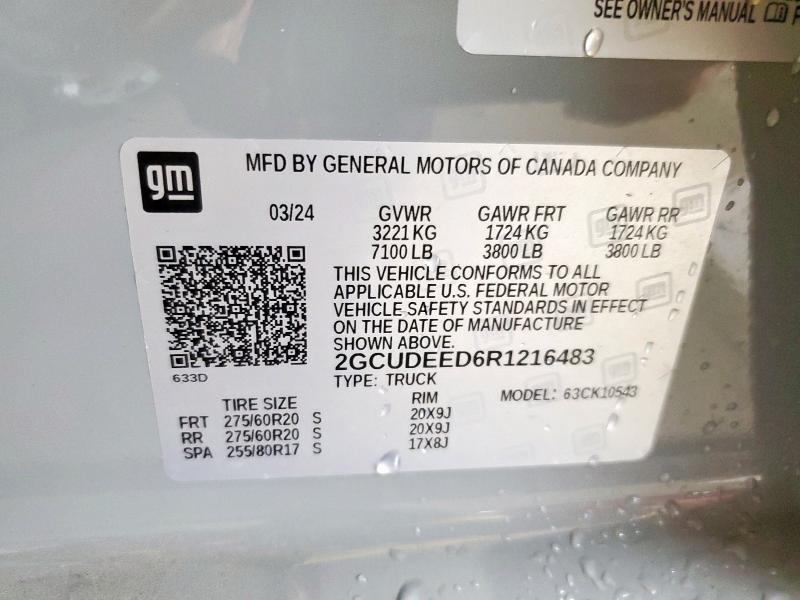 SEE OWNER'S MANUAL
gm
MFD BY GENERAL MOTORS OF CANADA COMPANY
03/24 GVWR GAWR FRT GAWR RR
3221 KG 1724 KG 1724 KG
7100 LB 3800 LB 3800 LB
THIS VEHICLE CONFORMS TO ALL
APPLICABLE U.S. FEDERAL MOTOR
VEHICLE SAFETY STANDARDS IN EFFECT
ON THE DATE OF MANUFACTURE
SHOWN ABOVE.
2GCUDEED6R1216483
633D TYPE: TRUCK MODEL: 63CK10543
TIRE SIZE RIM
FRT 275/60R20 S 20X9J
RR 275/60R20 S 20X9J
SPA 255/80R17 S 17X8J